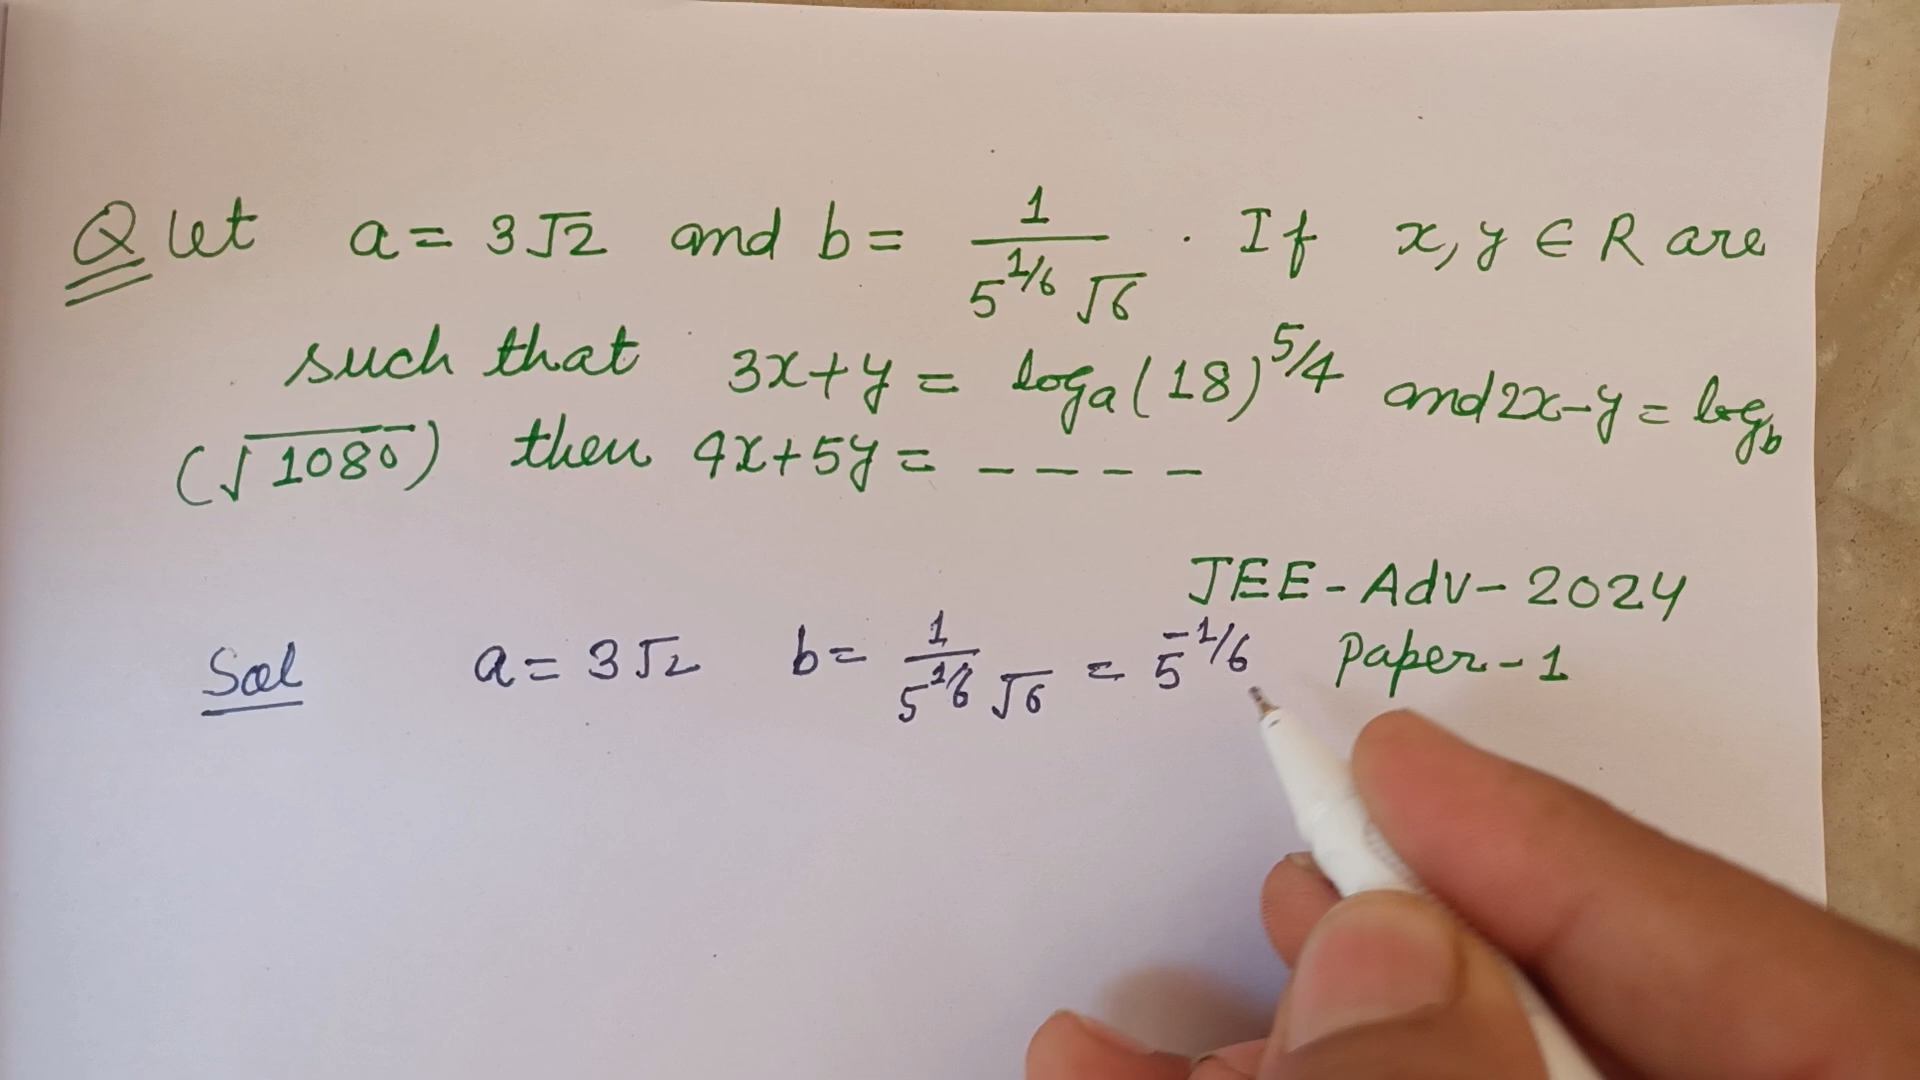 Q Let a = 3√2 and b = 1/(5^{1/6} √6) . If x, y ∈ R are
such that 3x+y = log_a (18)^{5/4} and 2x-y = log_b
(√1080) then 4x+5y = - - - -
JEE-Adv-2024
Sol a = 3√2 b = 1/(5^{1/6} √6) = 5^{-1/6} Paper-1